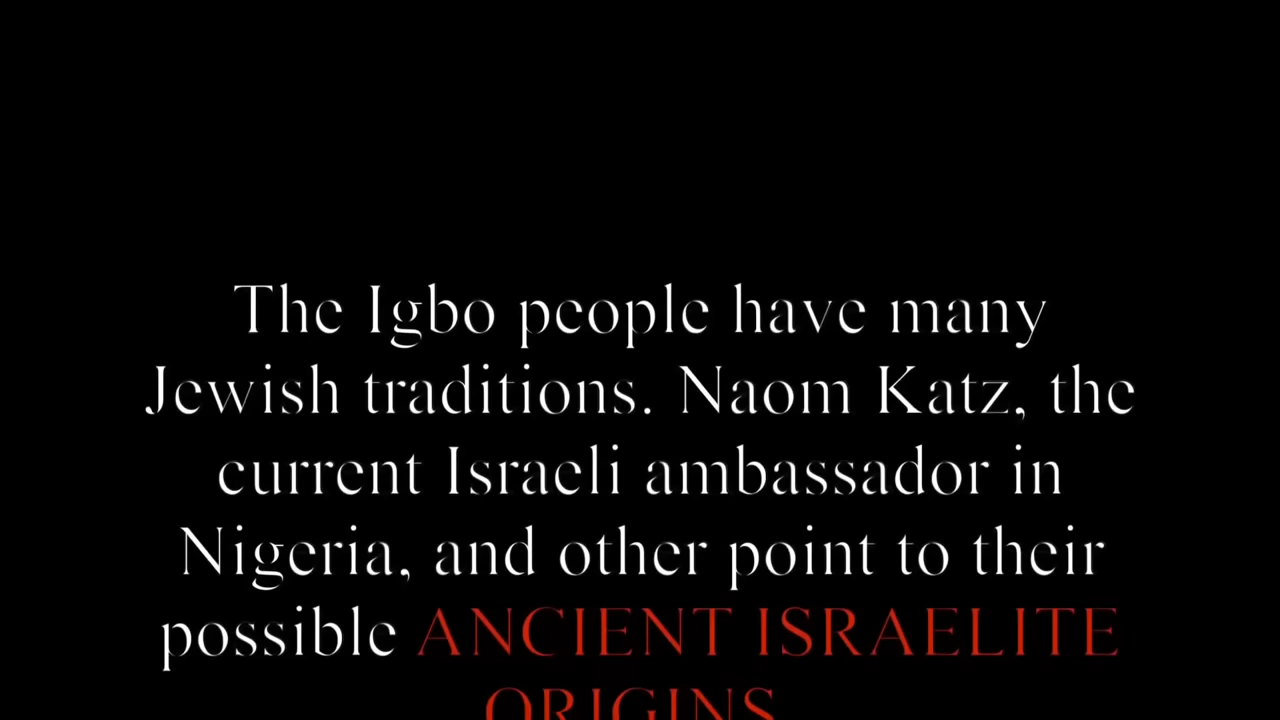 The Igbo people have many
Jewish traditions. Naom Katz, the
current Israeli ambassador in
Nigeria, and other point to their
possible ANCIENT ISRAELITE
ORIGINS